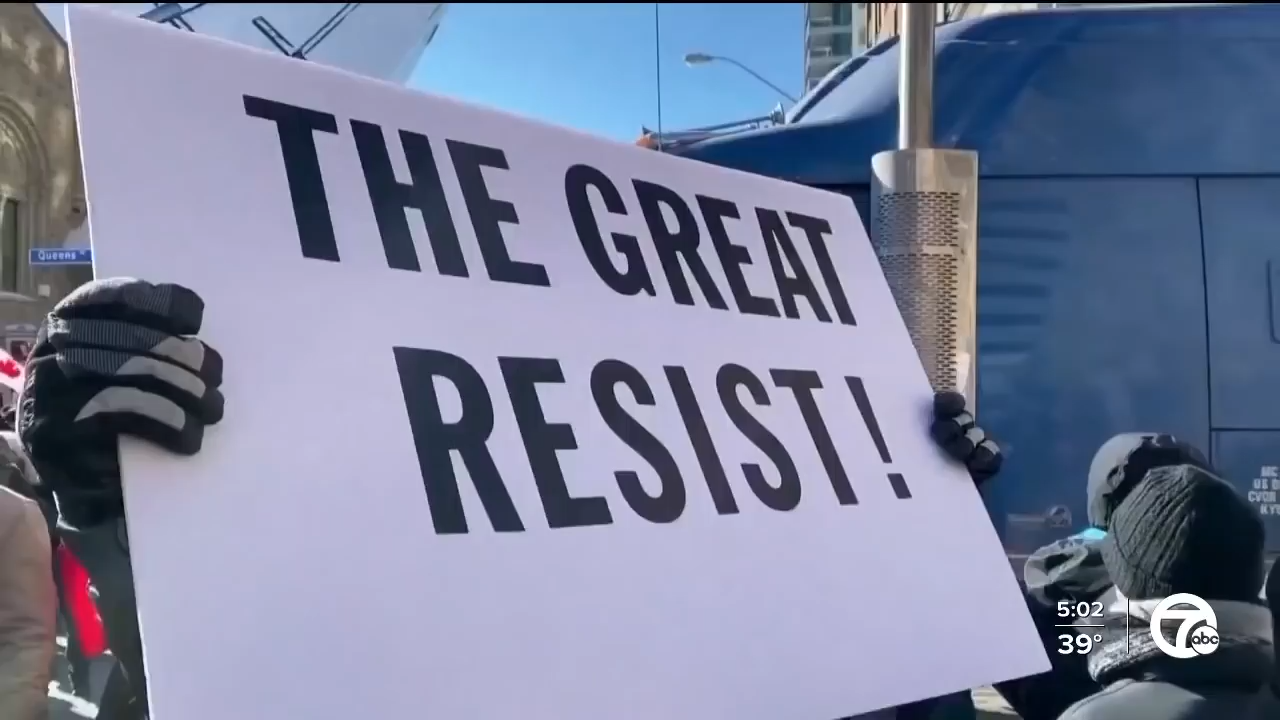 THE GREAT
RESIST!
Queens
5:02
39°
7 abc